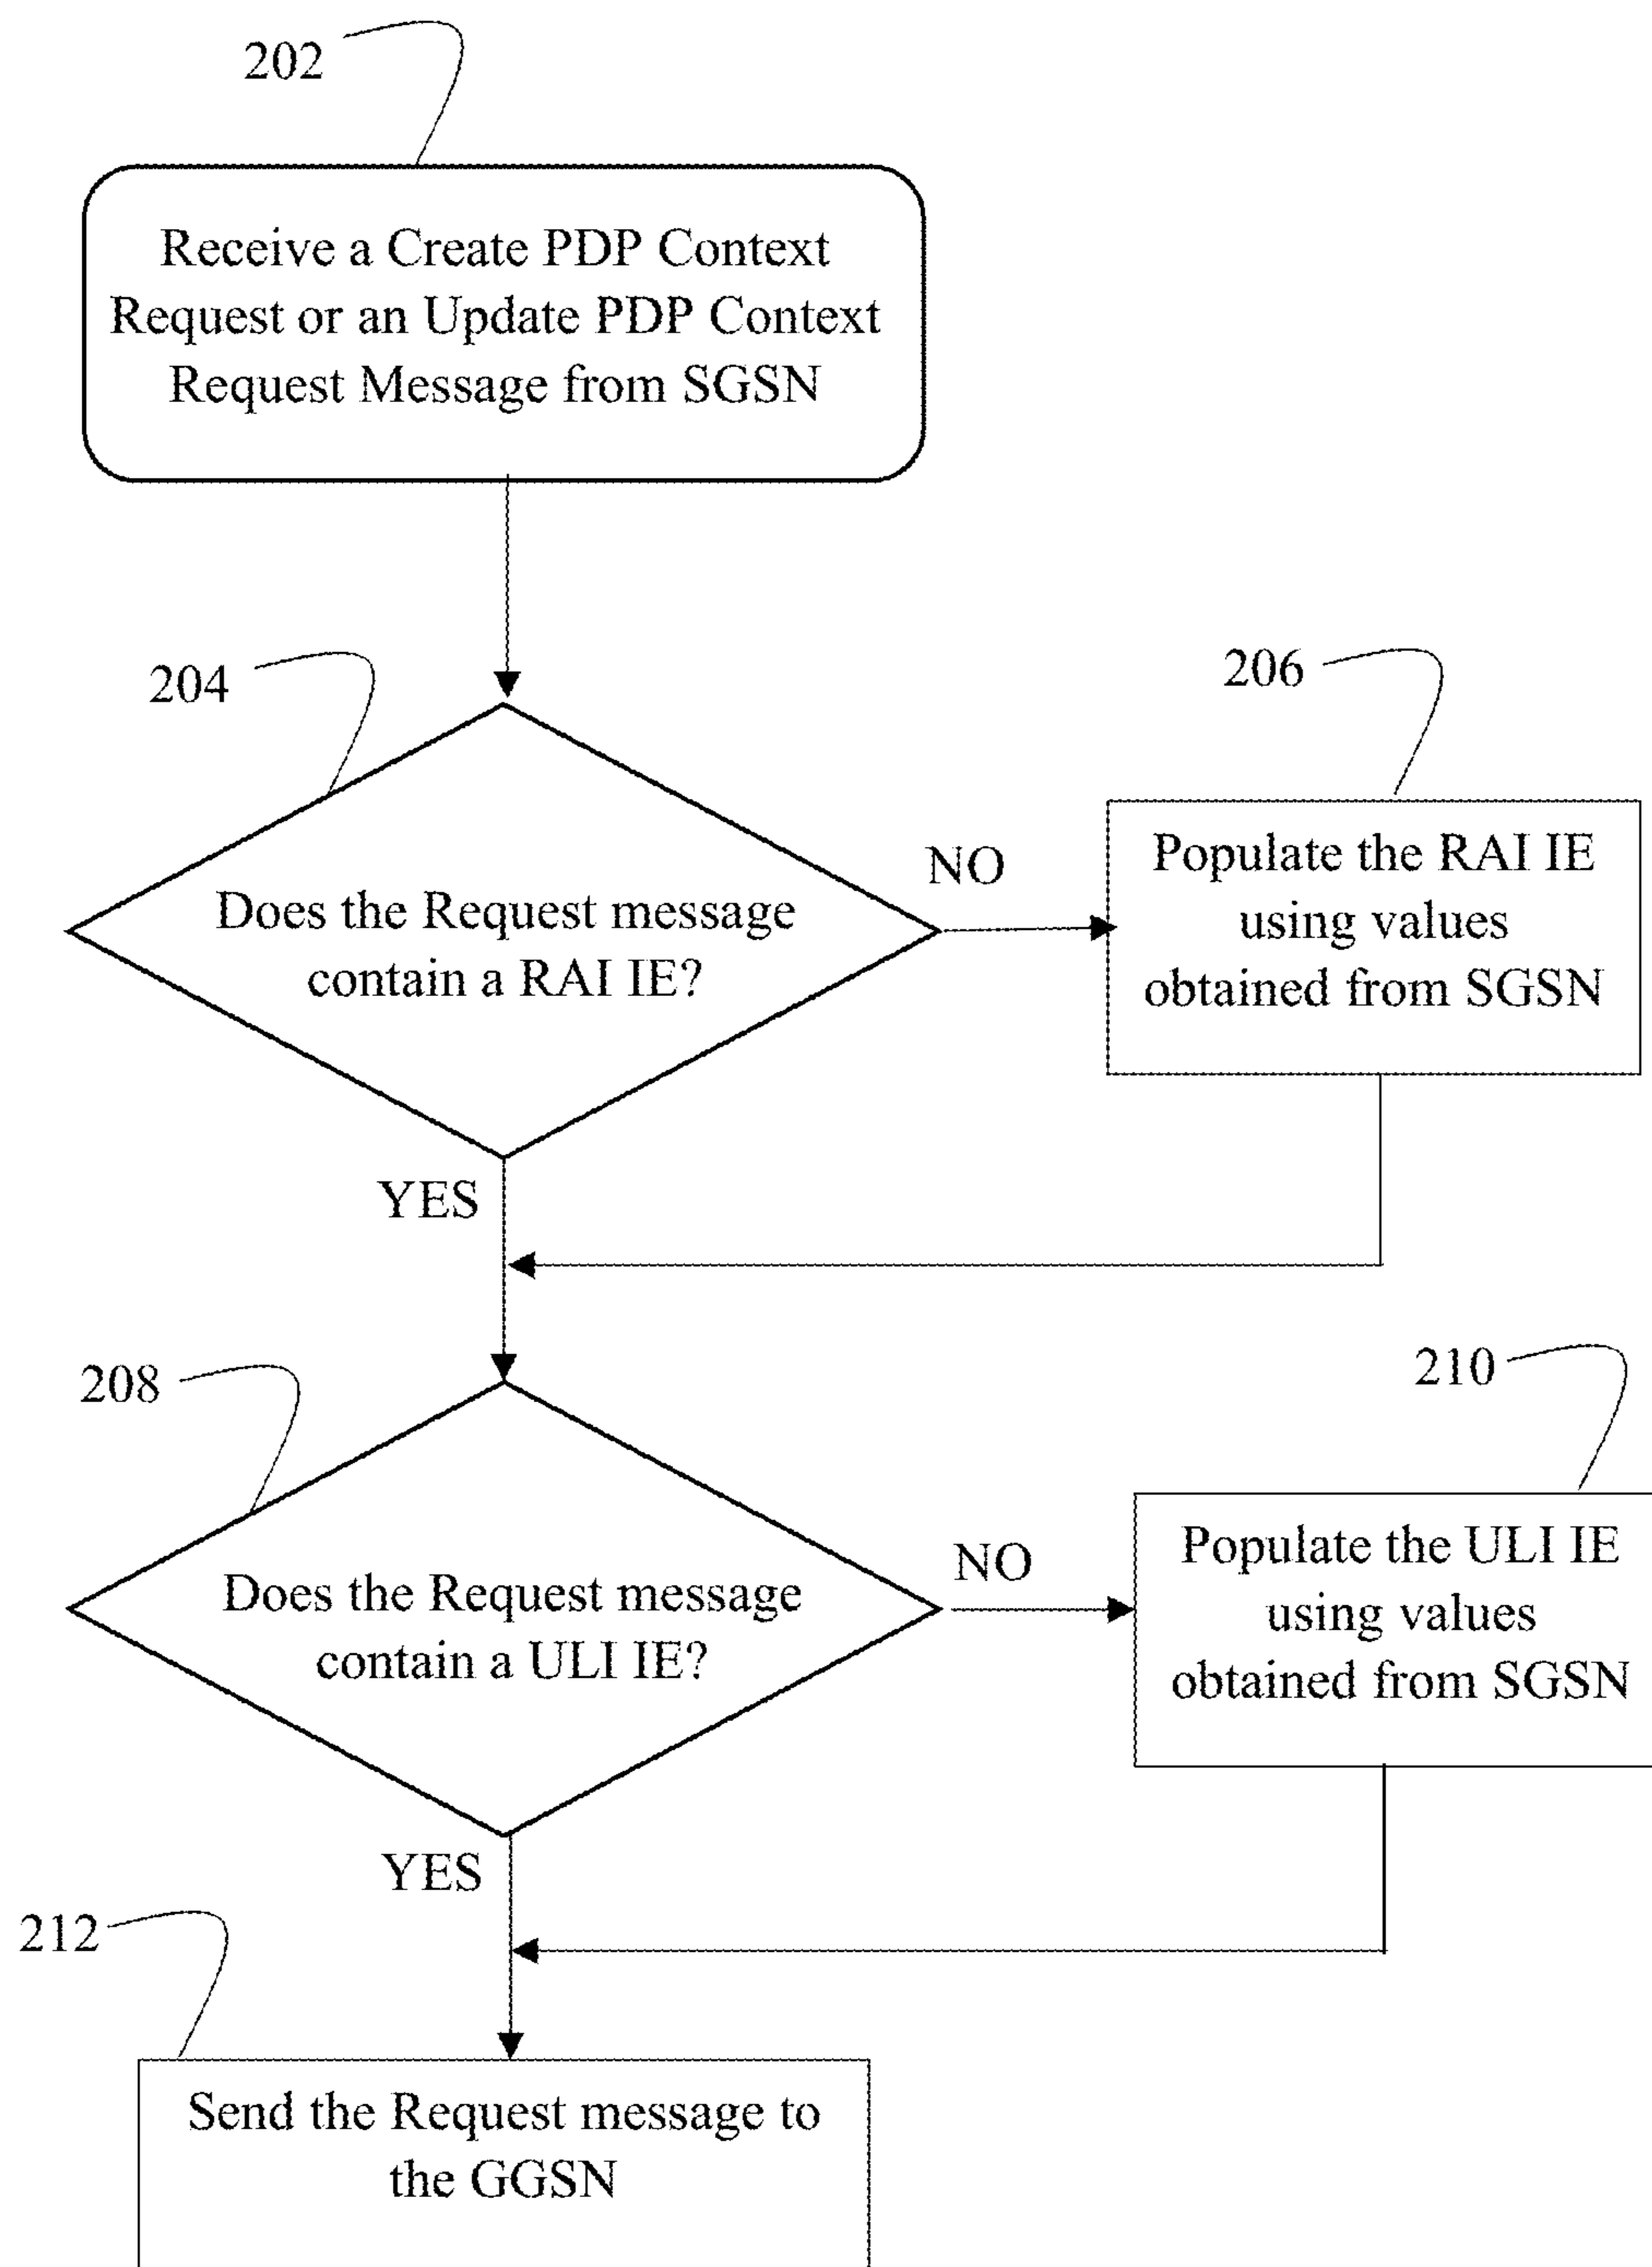 202
Receive a Create PDP Context
Request or an Update PDP Context
Request Message from SGSN
204
206
Does the Request message
contain a RAI IE?
NO
Populate the RAI IE
using values
obtained from SGSN
YES
208
210
Does the Request message
contain a ULI IE?
NO
Populate the ULI IE
using values
obtained from SGSN
YES
212
Send the Request message to
the GGSN